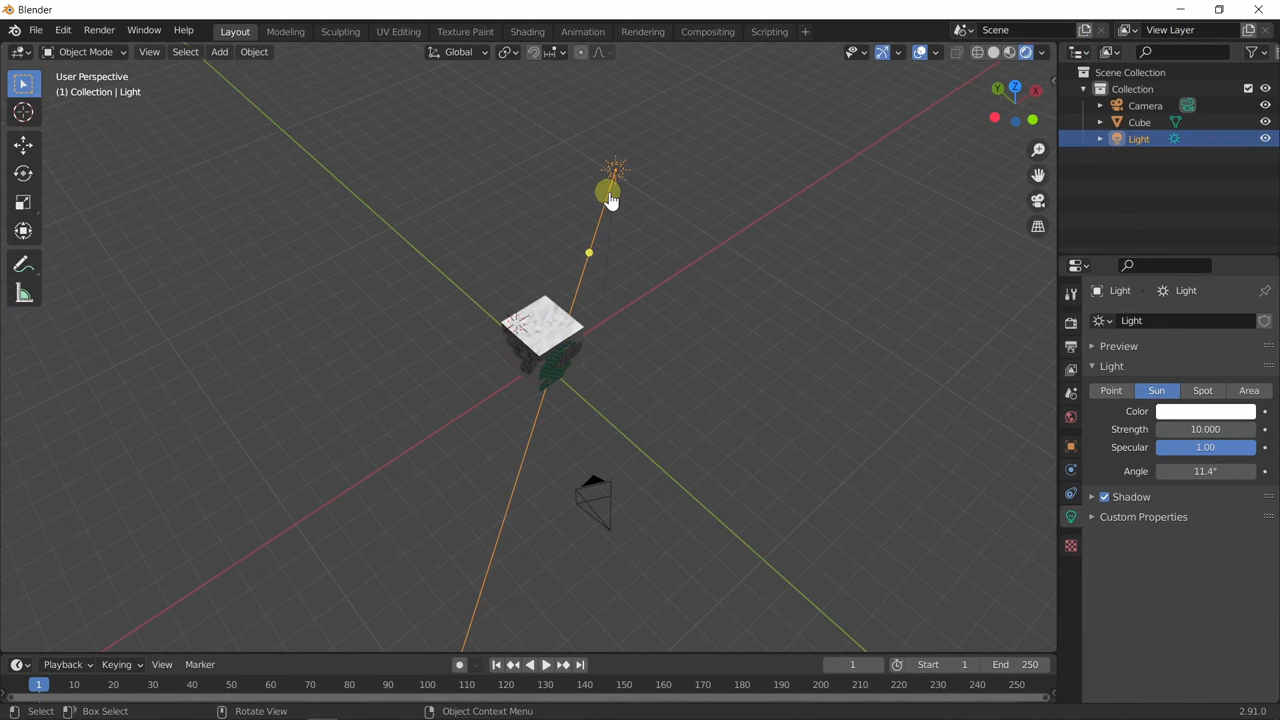 Blender
File Edit Render Window Help Layout Modeling Sculpting UV Editing Texture Paint Shading Animation Rendering Compositing Scripting + Scene View Layer
Object Mode View Select Add Object Global
User Perspective
(1) Collection | Light
Y Z X
Scene Collection
Collection
Camera
Cube
Light
Light Light
Light
Preview
Light
Point Sun Spot Area
Color
Strength 10.000
Specular 1.00
Angle 11.4°
Shadow
Custom Properties
Playback Keying View Marker 1 Start 1 End 250
1 10 20 30 40 50 60 70 80 90 100 110 120 130 140 150 160 170 180 190 200 210 220 230 240 250
Select Box Select Rotate View Object Context Menu 2.91.0